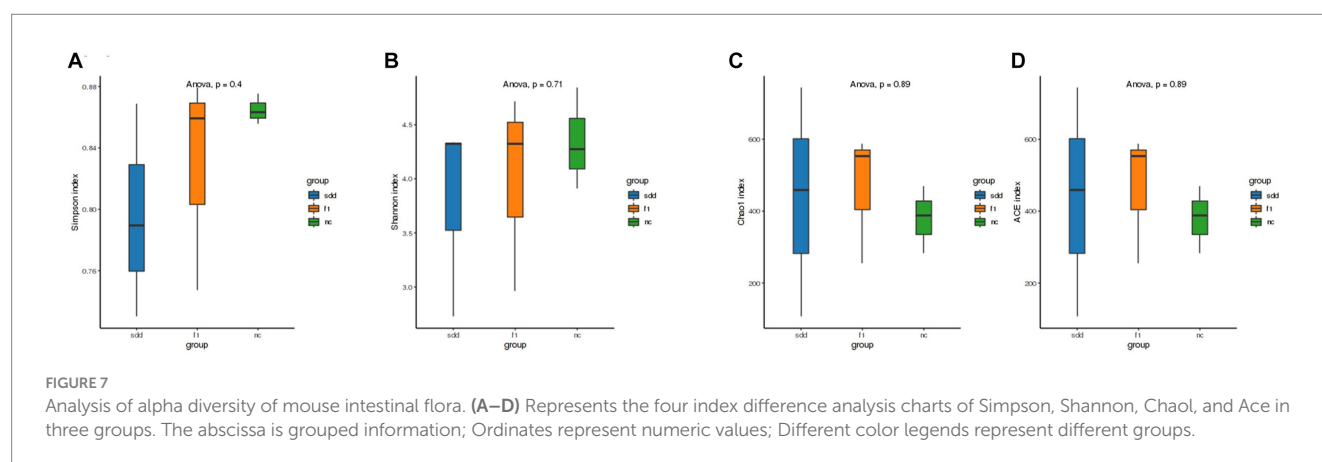 A
Anova, p = 0.4
0.88
0.84
0.80
0.76
Simpson index
sdd
f1
nc
group
group
sdd
f1
nc
B
Anova, p = 0.71
4.5
4.0
3.5
3.0
Shannon index
sdd
f1
nc
group
group
sdd
f1
nc
C
Anova, p = 0.89
600
400
200
Chao1 index
sdd
f1
nc
group
group
sdd
f1
nc
D
Anova, p = 0.89
600
400
200
ACE index
sdd
f1
nc
group
group
sdd
f1
nc
FIGURE 7
Analysis of alpha diversity of mouse intestinal flora. (A–D) Represents the four index difference analysis charts of Simpson, Shannon, Chaol, and Ace in
three groups. The abscissa is grouped information; Ordinates represent numeric values; Different color legends represent different groups.